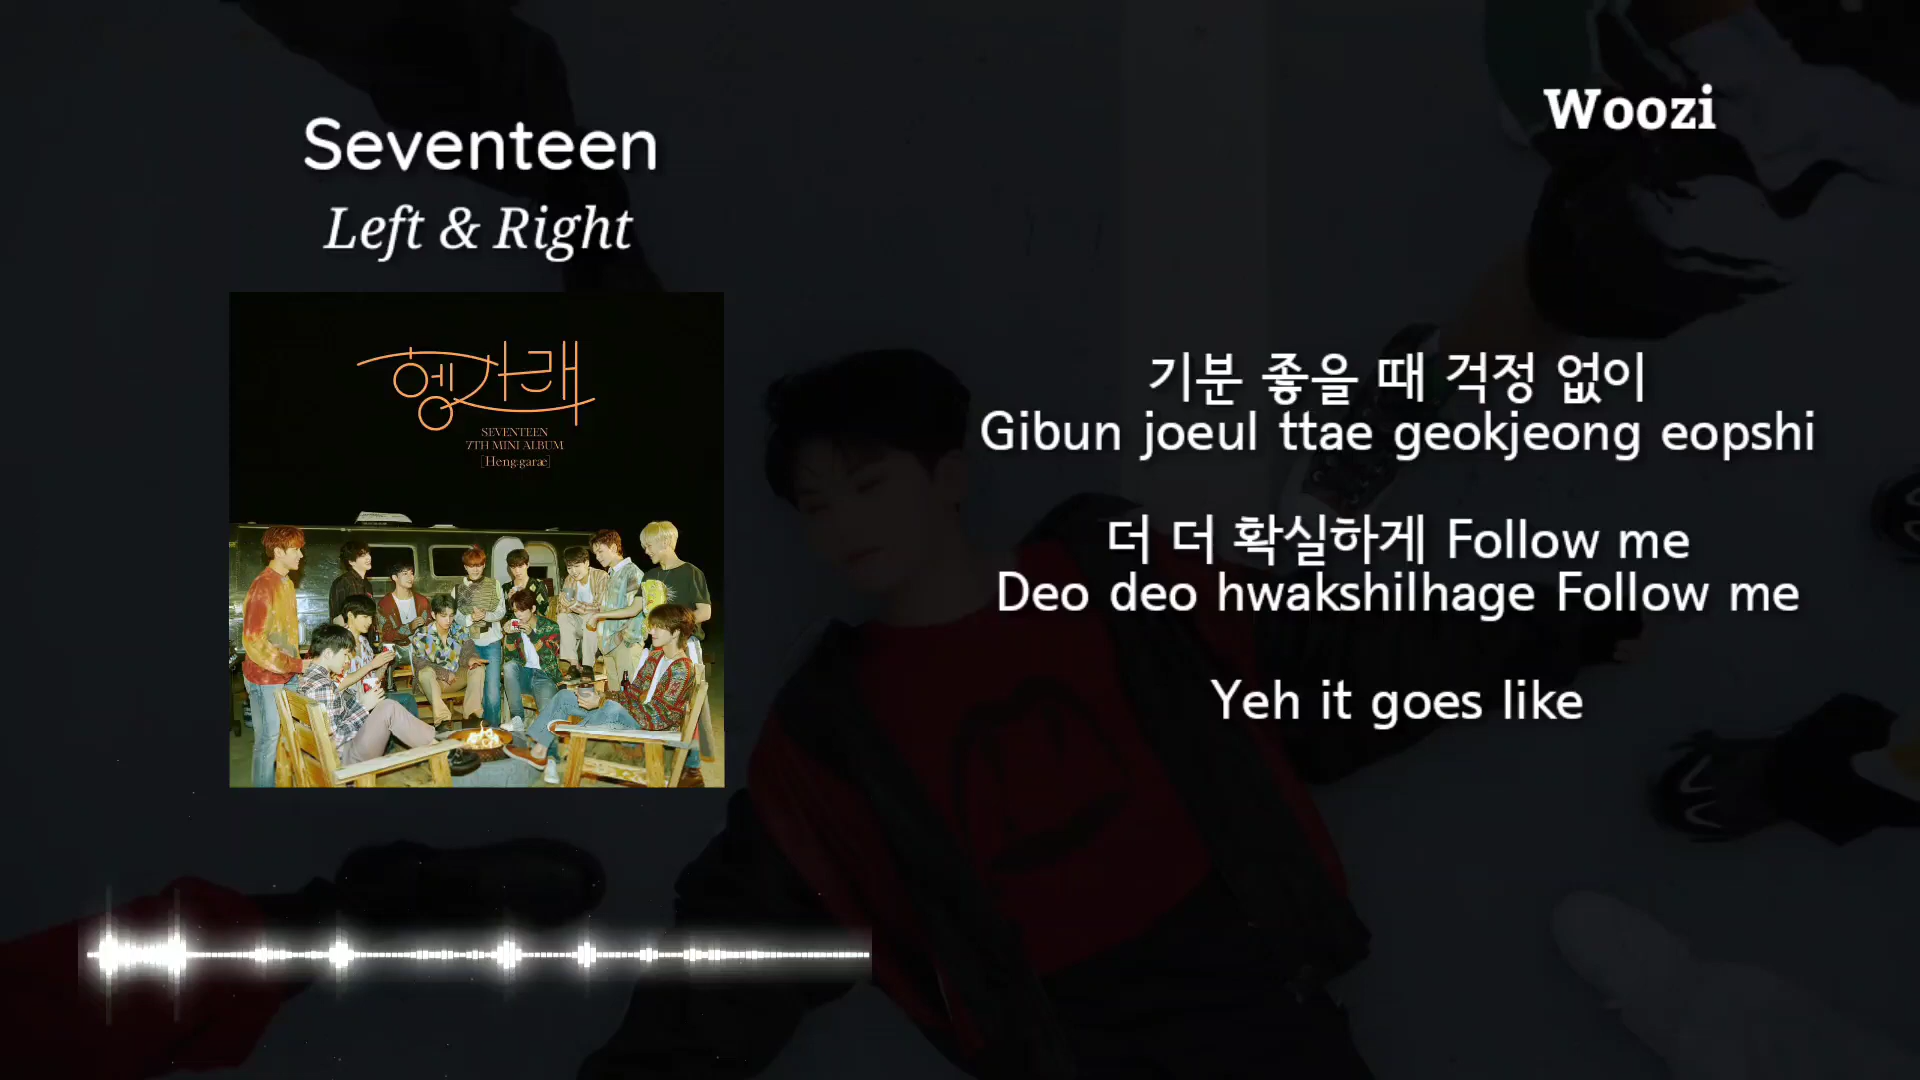 Seventeen
Left & Right
헹가래
SEVENTEEN
7TH MINI ALBUM
[Heng:garæ]
Woozi
기분 좋을 때 걱정 없이
Gibun joeul ttae geokjeong eopshi
더 더 확실하게 Follow me
Deo deo hwakshilhage Follow me
Yeh it goes like